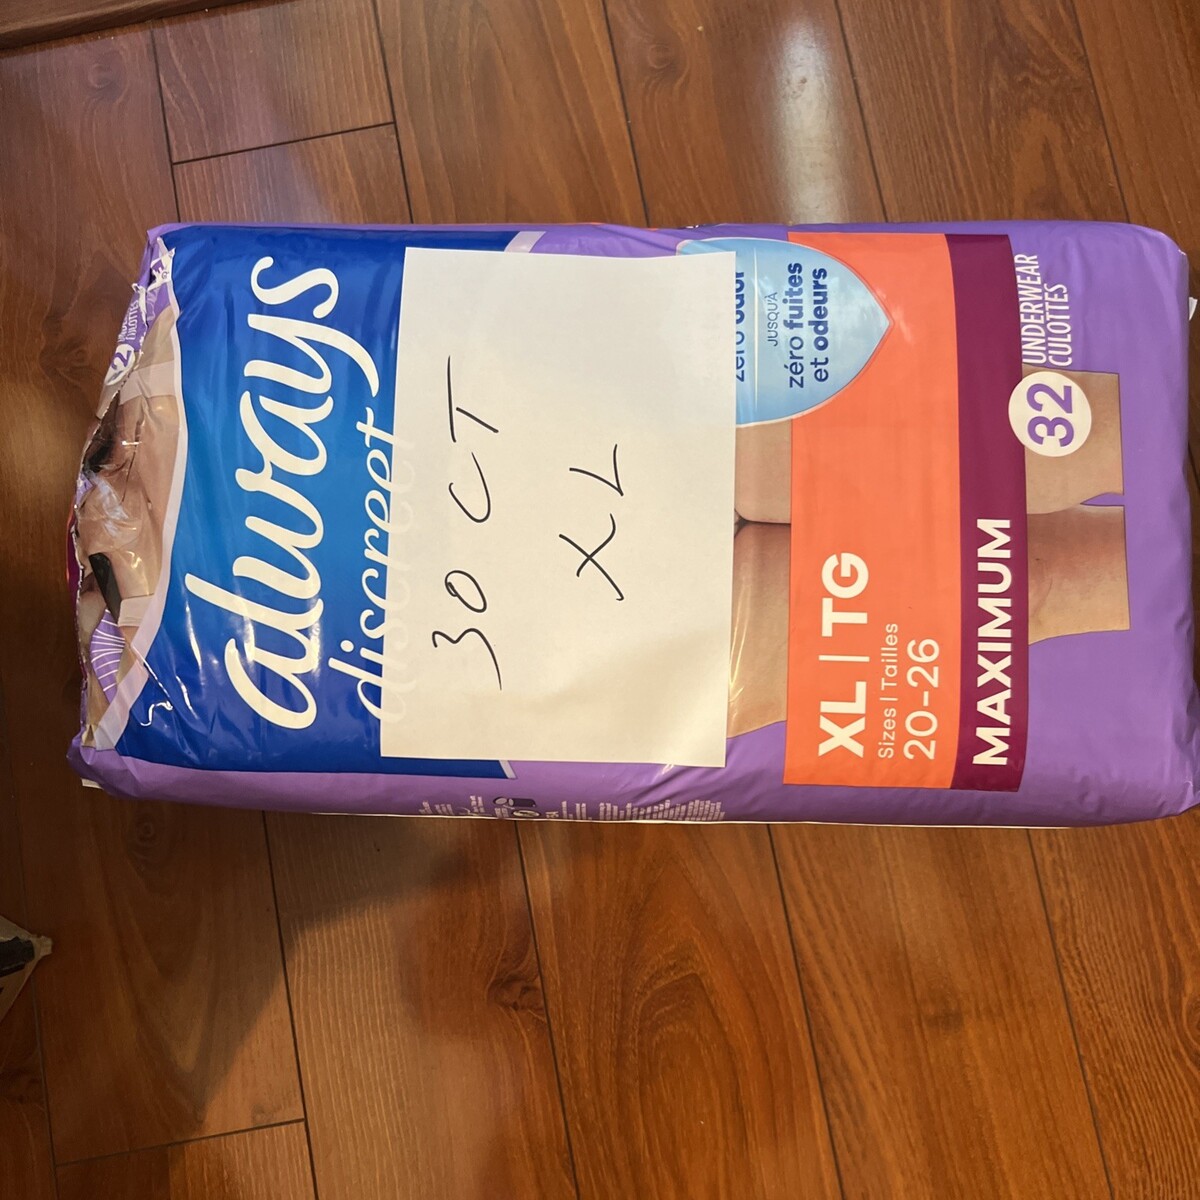 always
discreet
30 CT
XL
zéro odor
JUSQU'À
zéro fuites
et odeurs
XL | TG
Sizes | Tailles
20-26
MAXIMUM
32
UNDERWEAR
CULOTTES